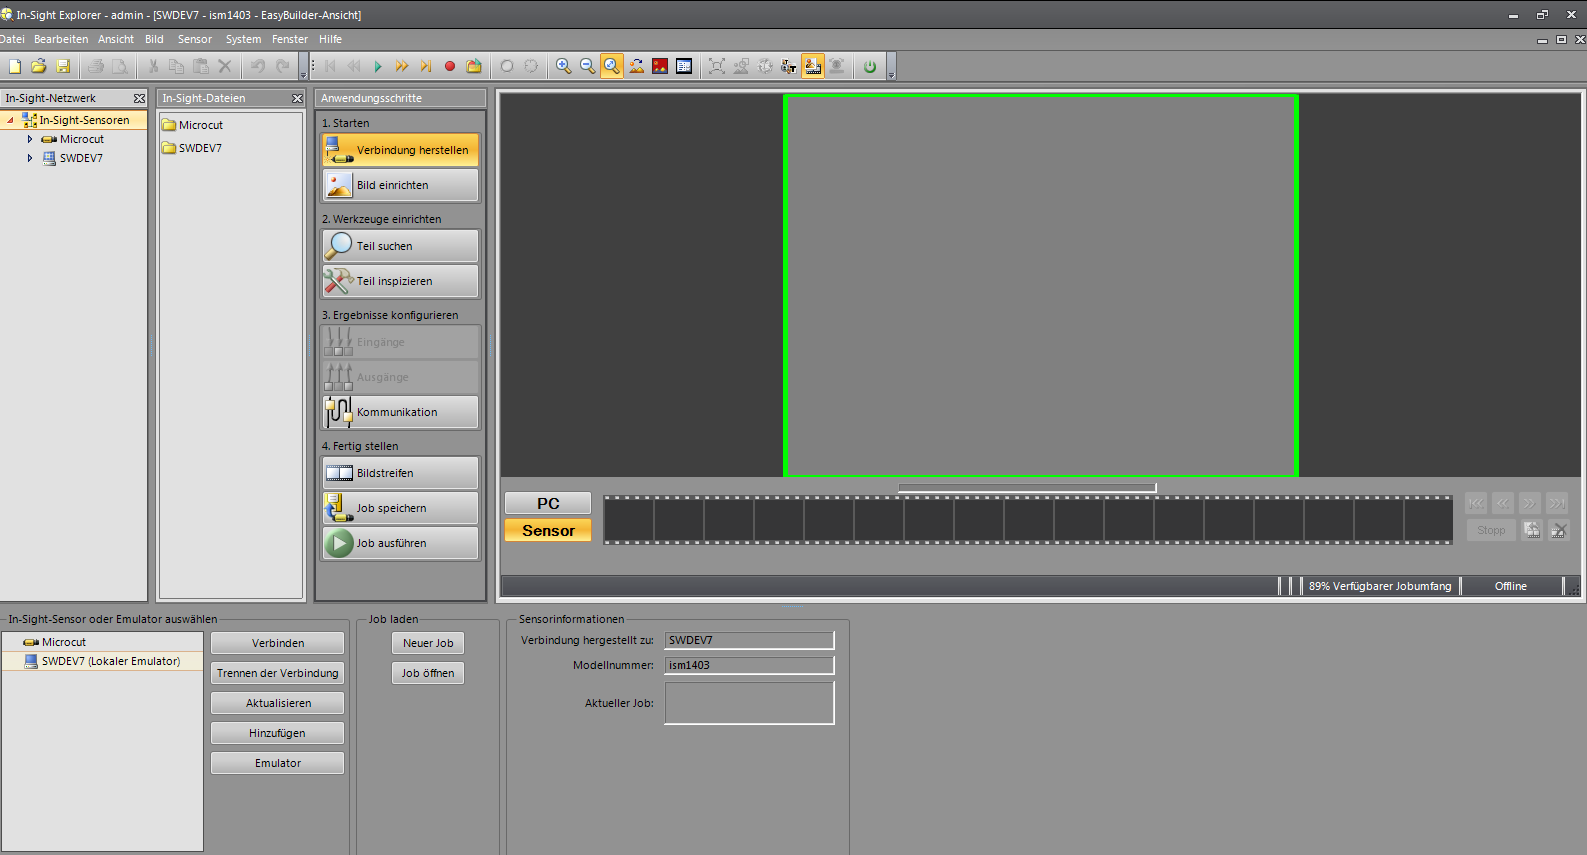 In-Sight Explorer - admin - [SWDEV7 - ism1403 - EasyBuilder-Ansicht]
Datei Bearbeiten Ansicht Bild Sensor System Fenster Hilfe
In-Sight-Netzwerk
In-Sight-Sensoren
Microcut
SWDEV7
In-Sight-Dateien
Microcut
SWDEV7
Anwendungsschritte
1. Starten
Verbindung herstellen
Bild einrichten
2. Werkzeuge einrichten
Teil suchen
Teil inspizieren
3. Ergebnisse konfigurieren
Eingänge
Ausgänge
Kommunikation
4. Fertig stellen
Bildstreifen
Job speichern
Job ausführen
PC
Sensor
Stopp
89% Verfügbarer Jobumfang
Offline
In-Sight-Sensor oder Emulator auswählen
Microcut
SWDEV7 (Lokaler Emulator)
Verbinden
Trennen der Verbindung
Aktualisieren
Hinzufügen
Emulator
Job laden
Neuer Job
Job öffnen
Sensorinformationen
Verbindung hergestellt zu: SWDEV7
Modellnummer: ism1403
Aktueller Job: